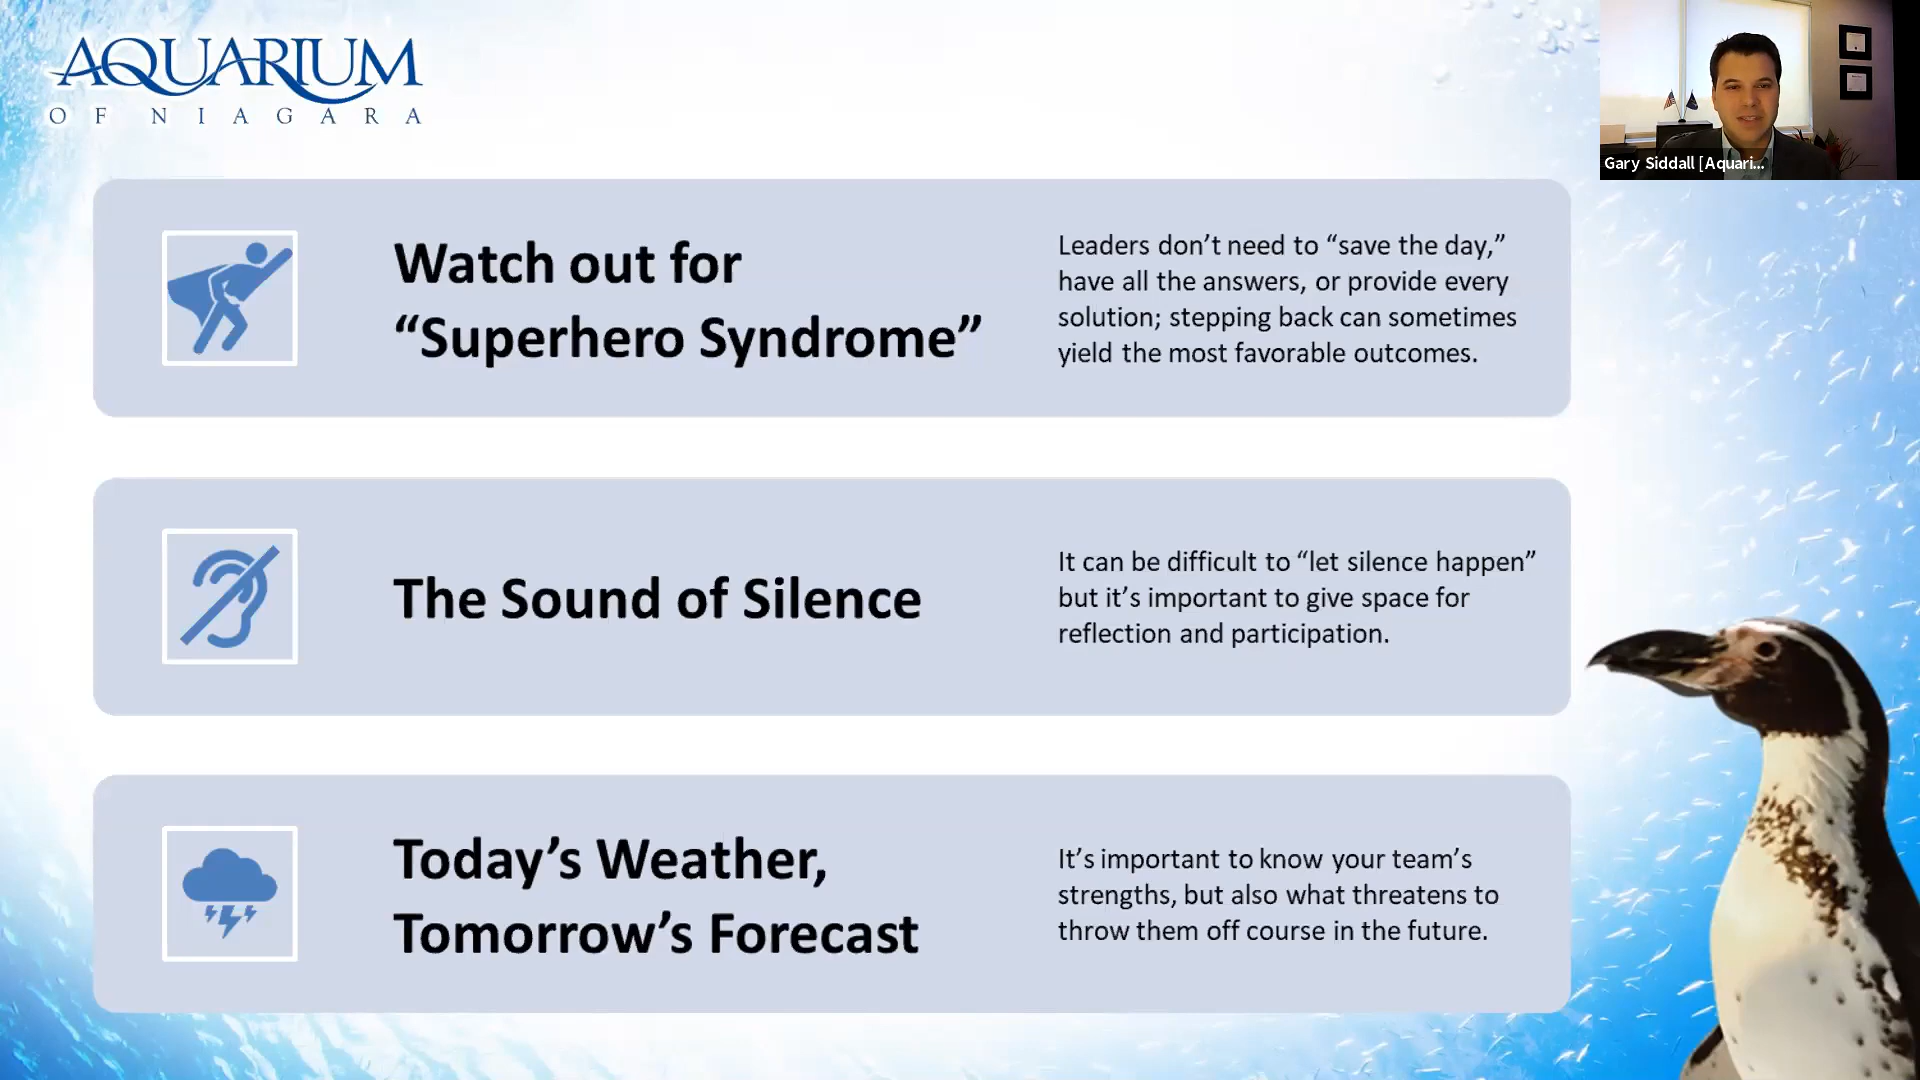 AQUARIUM
OF NIAGARA
Gary Siddall [Aquari...
Watch out for
“Superhero Syndrome”
Leaders don’t need to “save the day,”
have all the answers, or provide every
solution; stepping back can sometimes
yield the most favorable outcomes.
The Sound of Silence
It can be difficult to “let silence happen”
but it’s important to give space for
reflection and participation.
Today’s Weather,
Tomorrow’s Forecast
It’s important to know your team’s
strengths, but also what threatens to
throw them off course in the future.